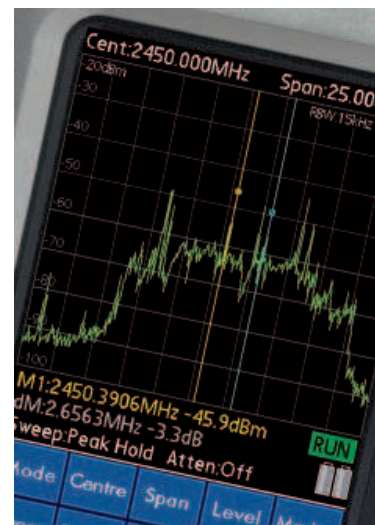 Cent:2450.000MHz Span:25.00
-20dBm RBW:15kHz
-30
-40
-50
-60
-70
-80
-90
-100
M1:2450.3906MHz -45.9dBm
dM:2.6563MHz -3.3dB RUN
Sweep:Peak Hold Atten:Off
Mode Centre Span Level